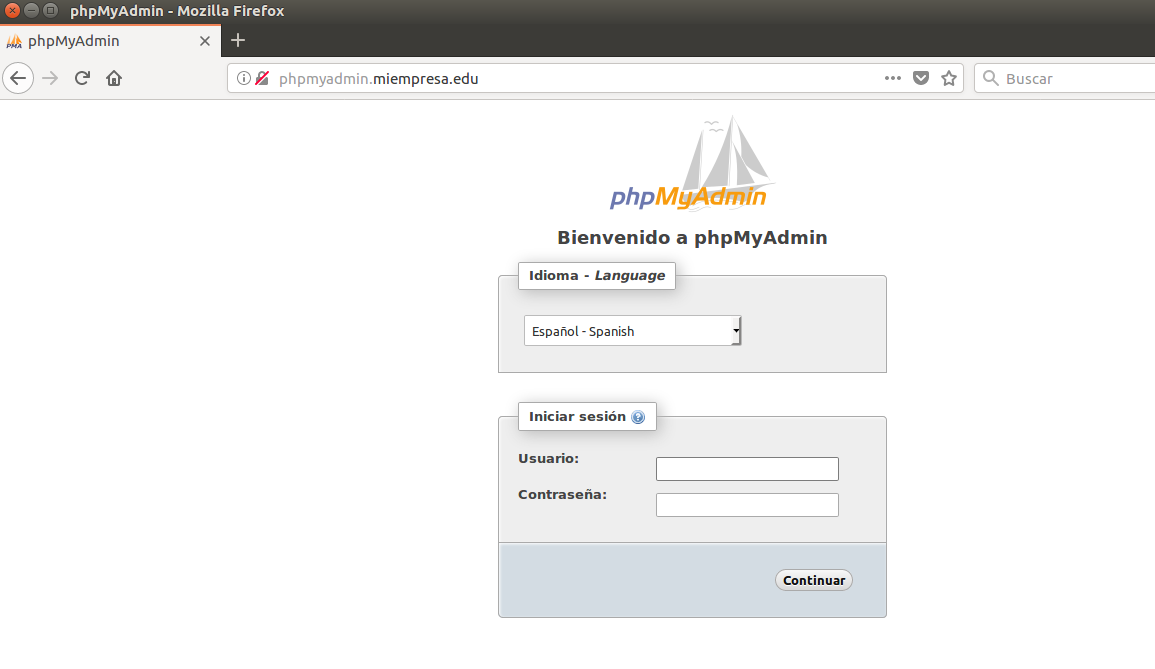 phpMyAdmin - Mozilla Firefox
PMA phpMyAdmin
phpmyadmin.miempresa.edu
Buscar
phpMyAdmin
Bienvenido a phpMyAdmin
Idioma - Language
Español - Spanish
Iniciar sesión
Usuario:
Contraseña:
Continuar